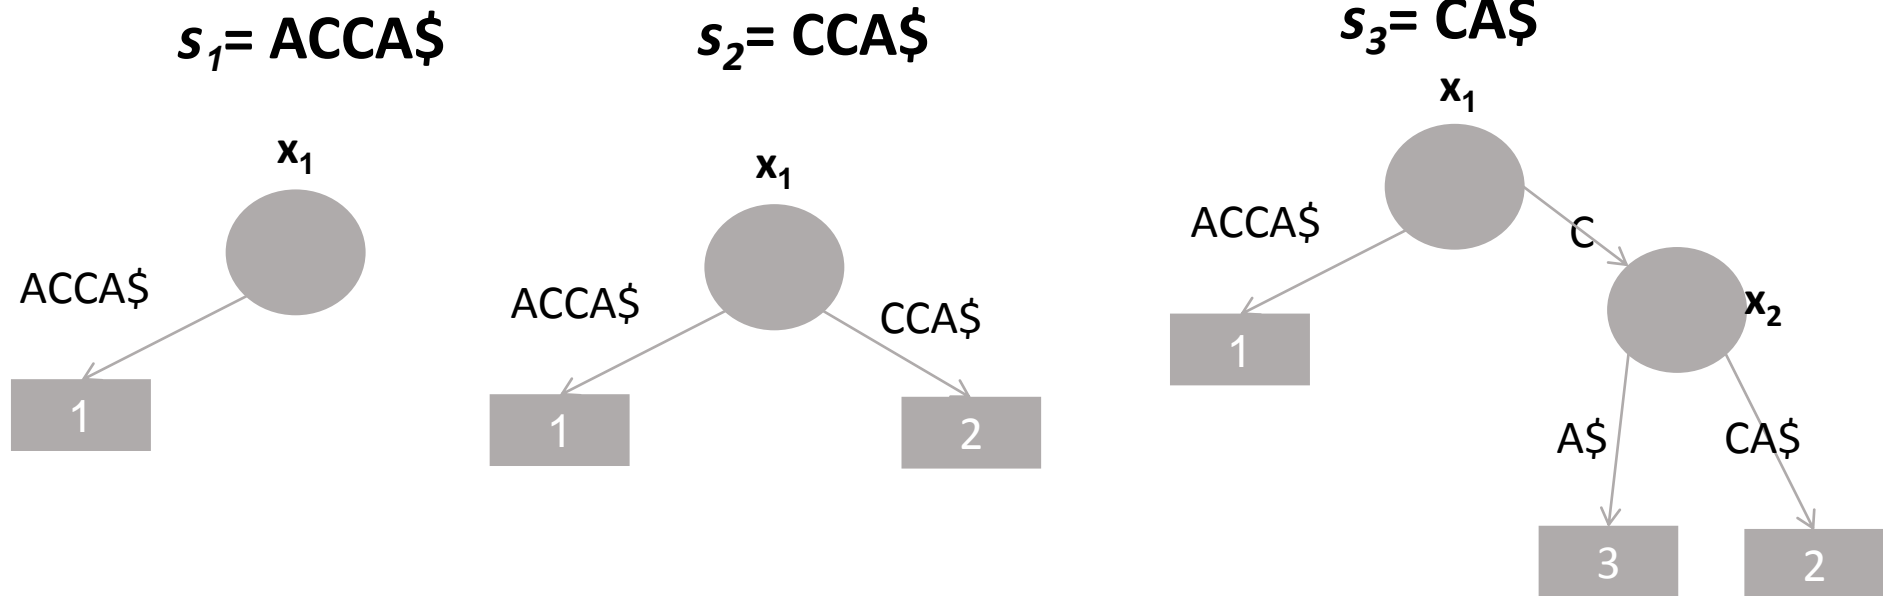 s1= ACCA$
x1
ACCA$
1
s2= CCA$
x1
ACCA$
CCA$
1
2
s3= CA$
x1
ACCA$
C
x2
1
A$
CA$
3
2